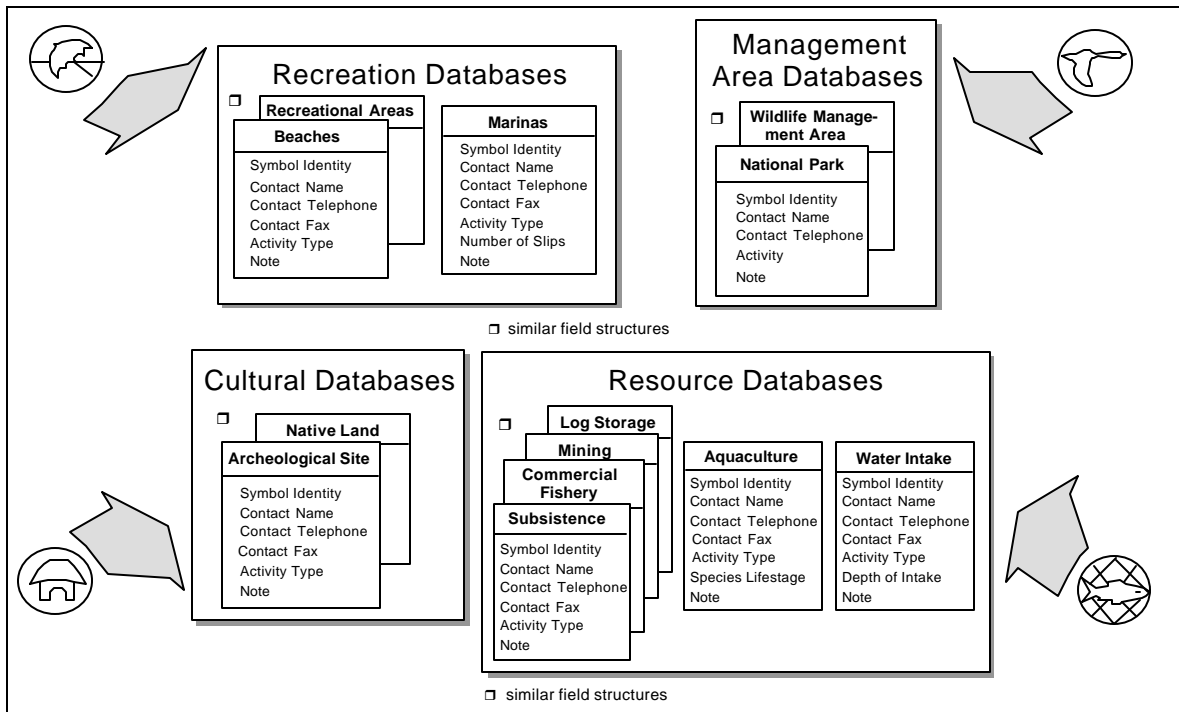 Recreation Databases
❒
Recreational Areas
Beaches
Symbol Identity
Contact Name
Contact Telephone
Contact Fax
Activity Type
Note
Marinas
Symbol Identity
Contact Name
Contact Telephone
Contact Fax
Activity Type
Number of Slips
Note
Management
Area Databases
❒
Wildlife Manage-
ment Area
National Park
Symbol Identity
Contact Name
Contact Telephone
Activity
Note
❒ similar field structures
Cultural Databases
❒
Native Land
Archeological Site
Symbol Identity
Contact Name
Contact Telephone
Contact Fax
Activity Type
Note
Resource Databases
❒
Log Storage
Mining
Commercial
Fishery
Subsistence
Symbol Identity
Contact Name
Contact Telephone
Contact Fax
Activity Type
Note
Aquaculture
Symbol Identity
Contact Name
Contact Telephone
Contact Fax
Activity Type
Species Lifestage
Note
Water Intake
Symbol Identity
Contact Name
Contact Telephone
Contact Fax
Activity Type
Depth of Intake
Note
❒ similar field structures